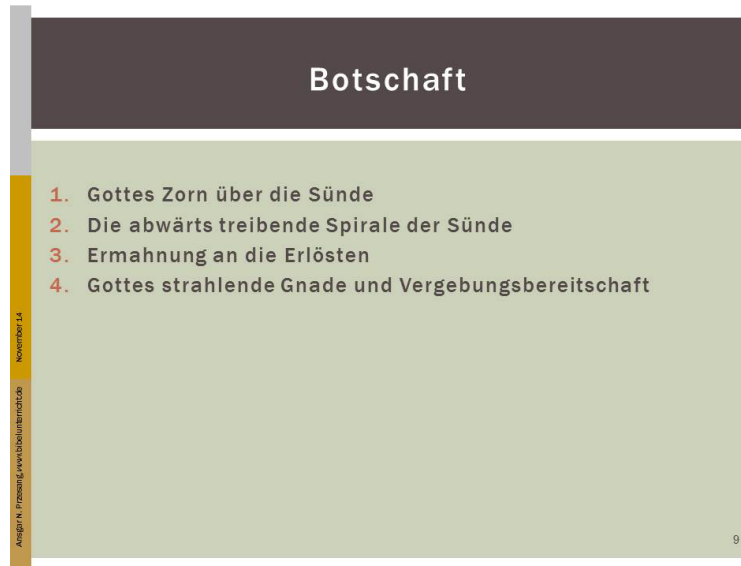 Botschaft
1. Gottes Zorn über die Sünde
2. Die abwärts treibende Spirale der Sünde
3. Ermahnung an die Erlösten
4. Gottes strahlende Gnade und Vergebungsbereitschaft
November 14
Ansgar N. Przesang, www.bibelunterricht.de
9